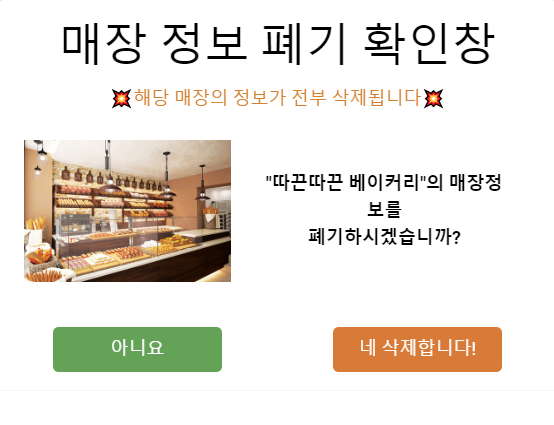 매장 정보 폐기 확인창
💥해당 매장의 정보가 전부 삭제됩니다💥
"따끈따끈 베이커리"의 매장정
보를
폐기하시겠습니까?
아니요
네 삭제합니다!